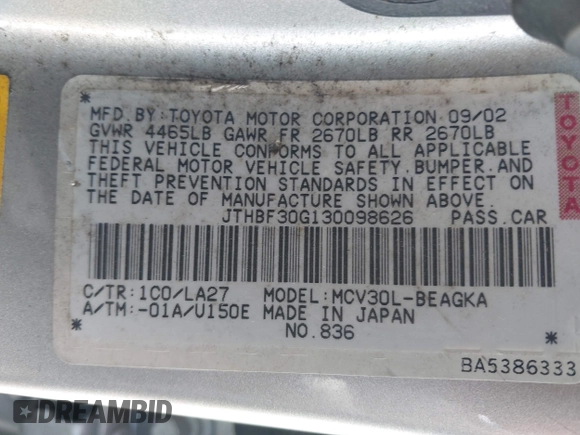 MFD.BY:TOYOTA MOTOR CORPORATION 09/02
GVWR 4465LB GAWR FR 2670LB RR 2670LB
THIS VEHICLE CONFORMS TO ALL APPLICABLE
FEDERAL MOTOR VEHICLE SAFETY,BUMPER,AND
THEFT PREVENTION STANDARDS IN EFFECT ON
THE DATE OF MANUFACTURE SHOWN ABOVE.
JTHBF30G130098626 PASS.CAR
C/TR:1C0/LA27 MODEL:MCV30L-BEAGKA
A/TM:-01A/U150E MADE IN JAPAN
* NO.836 *
BA5386333
TOYOTA
DREAMBID